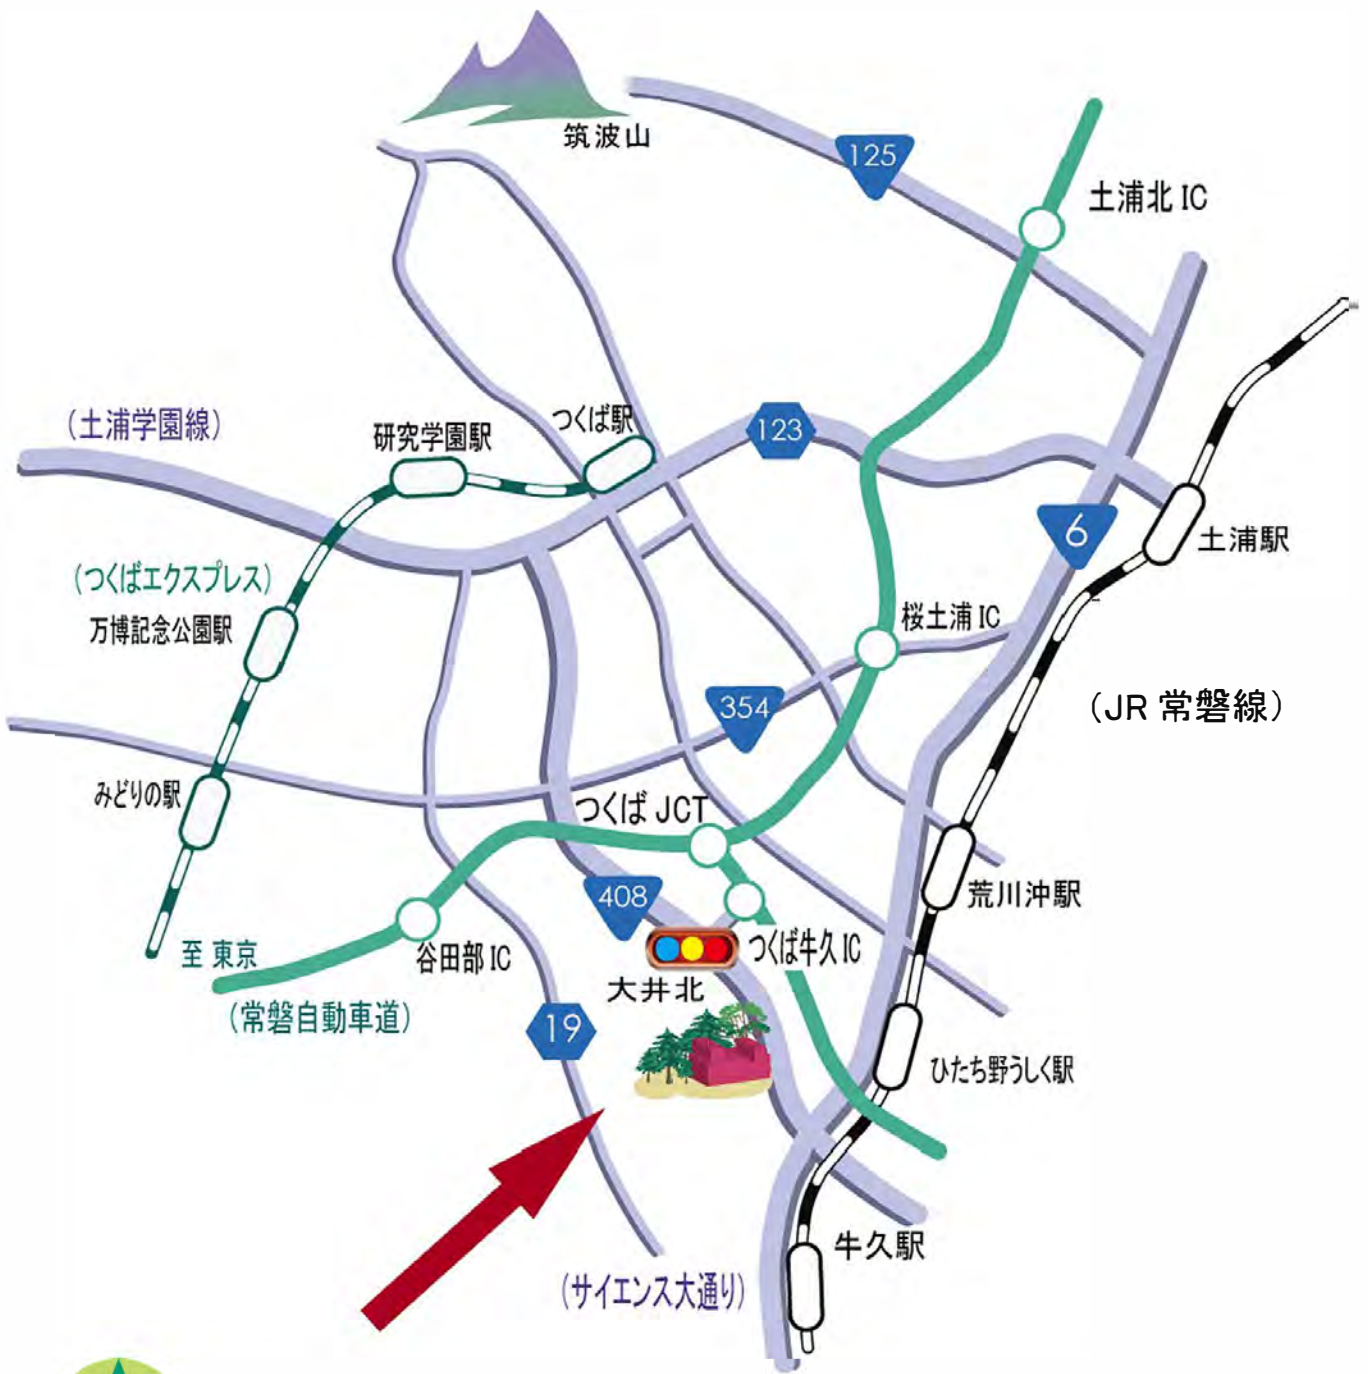 筑波山
125
土浦北 IC
(土浦学園線)
研究学園駅
つくば駅
123
6
土浦駅
(つくばエクスプレス)
万博記念公園駅
桜土浦 IC
354
(JR 常磐線)
みどりの駅
つくば JCT
408
荒川沖駅
至 東京
谷田部 IC
つくば牛久 IC
大井北
(常磐自動車道)
19
ひたち野うしく駅
牛久駅
(サイエンス大通り)